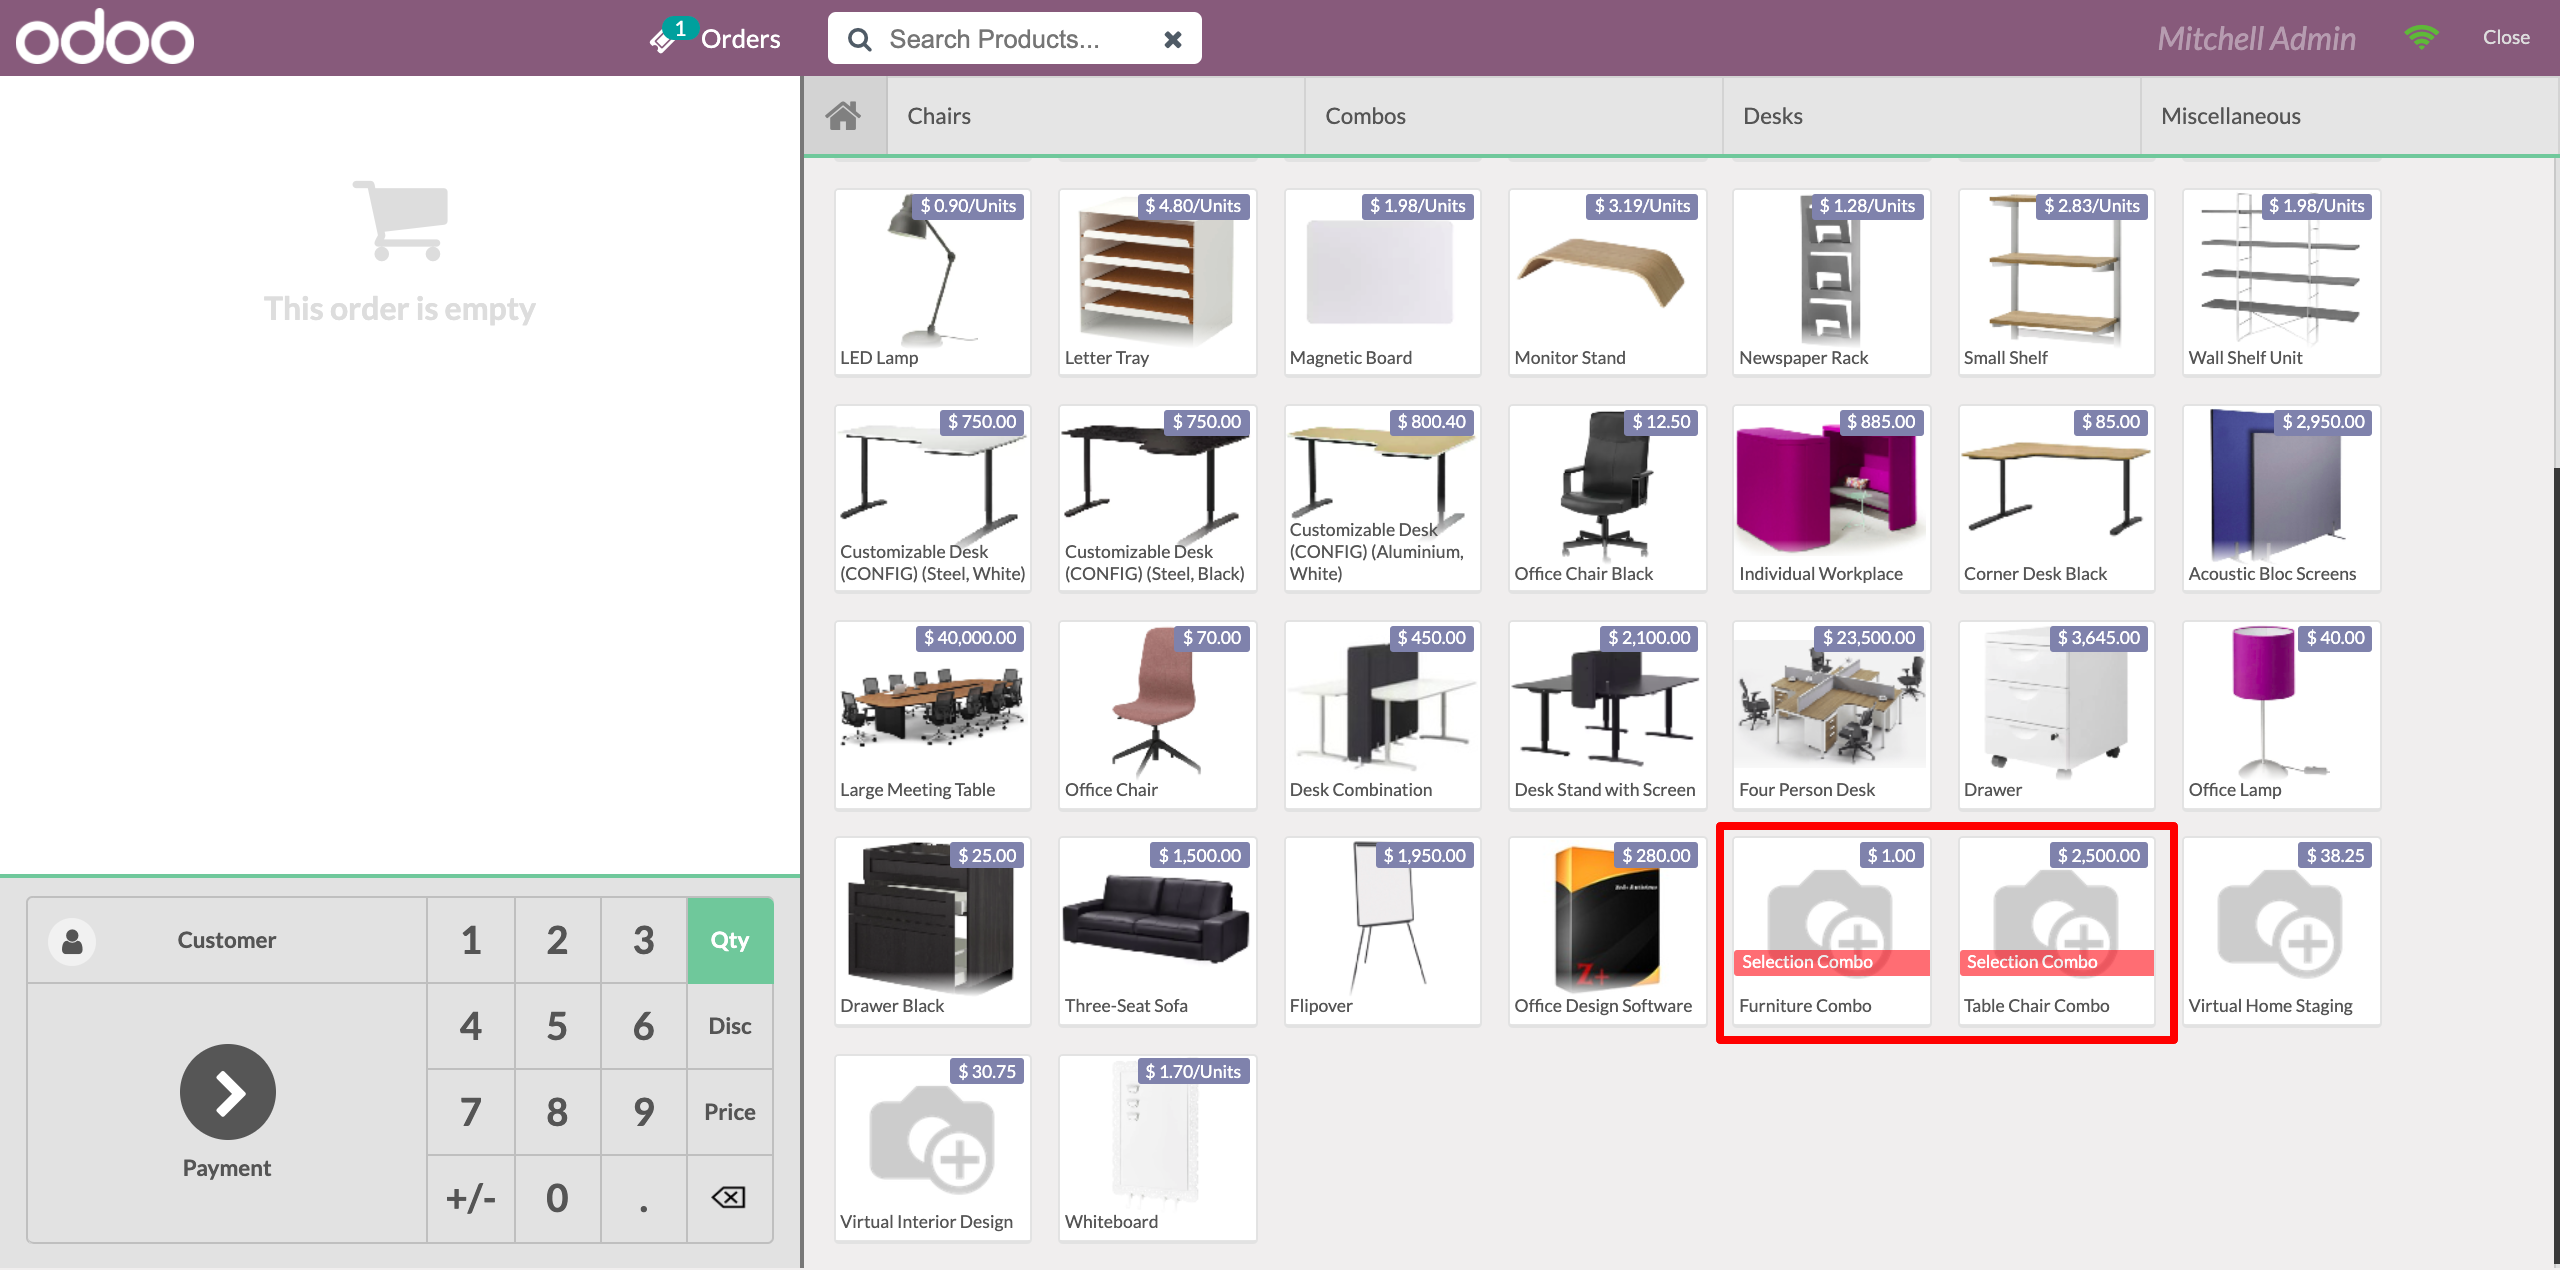 odoo
1
Orders
Search Products...
Mitchell Admin
Close
Chairs
Combos
Desks
Miscellaneous
This order is empty
Customer
Payment
1
2
3
Qty
4
5
6
Disc
7
8
9
Price
+/-
0
.
$ 0.90/Units
LED Lamp
$ 4.80/Units
Letter Tray
$ 1.98/Units
Magnetic Board
$ 3.19/Units
Monitor Stand
$ 1.28/Units
Newspaper Rack
$ 2.83/Units
Small Shelf
$ 1.98/Units
Wall Shelf Unit
$ 750.00
Customizable Desk
(CONFIG) (Steel, White)
$ 750.00
Customizable Desk
(CONFIG) (Steel, Black)
$ 800.40
Customizable Desk
(CONFIG) (Aluminium,
White)
$ 12.50
Office Chair Black
$ 885.00
Individual Workplace
$ 85.00
Corner Desk Black
$ 2,950.00
Acoustic Bloc Screens
$ 40,000.00
Large Meeting Table
$ 70.00
Office Chair
$ 450.00
Desk Combination
$ 2,100.00
Desk Stand with Screen
$ 23,500.00
Four Person Desk
$ 3,645.00
Drawer
$ 40.00
Office Lamp
$ 25.00
Drawer Black
$ 1,500.00
Three-Seat Sofa
$ 1,950.00
Flipover
$ 280.00
Z+
Office Design Software
$ 1.00
Selection Combo
Furniture Combo
$ 2,500.00
Selection Combo
Table Chair Combo
$ 38.25
Virtual Home Staging
$ 30.75
Virtual Interior Design
$ 1.70/Units
Whiteboard